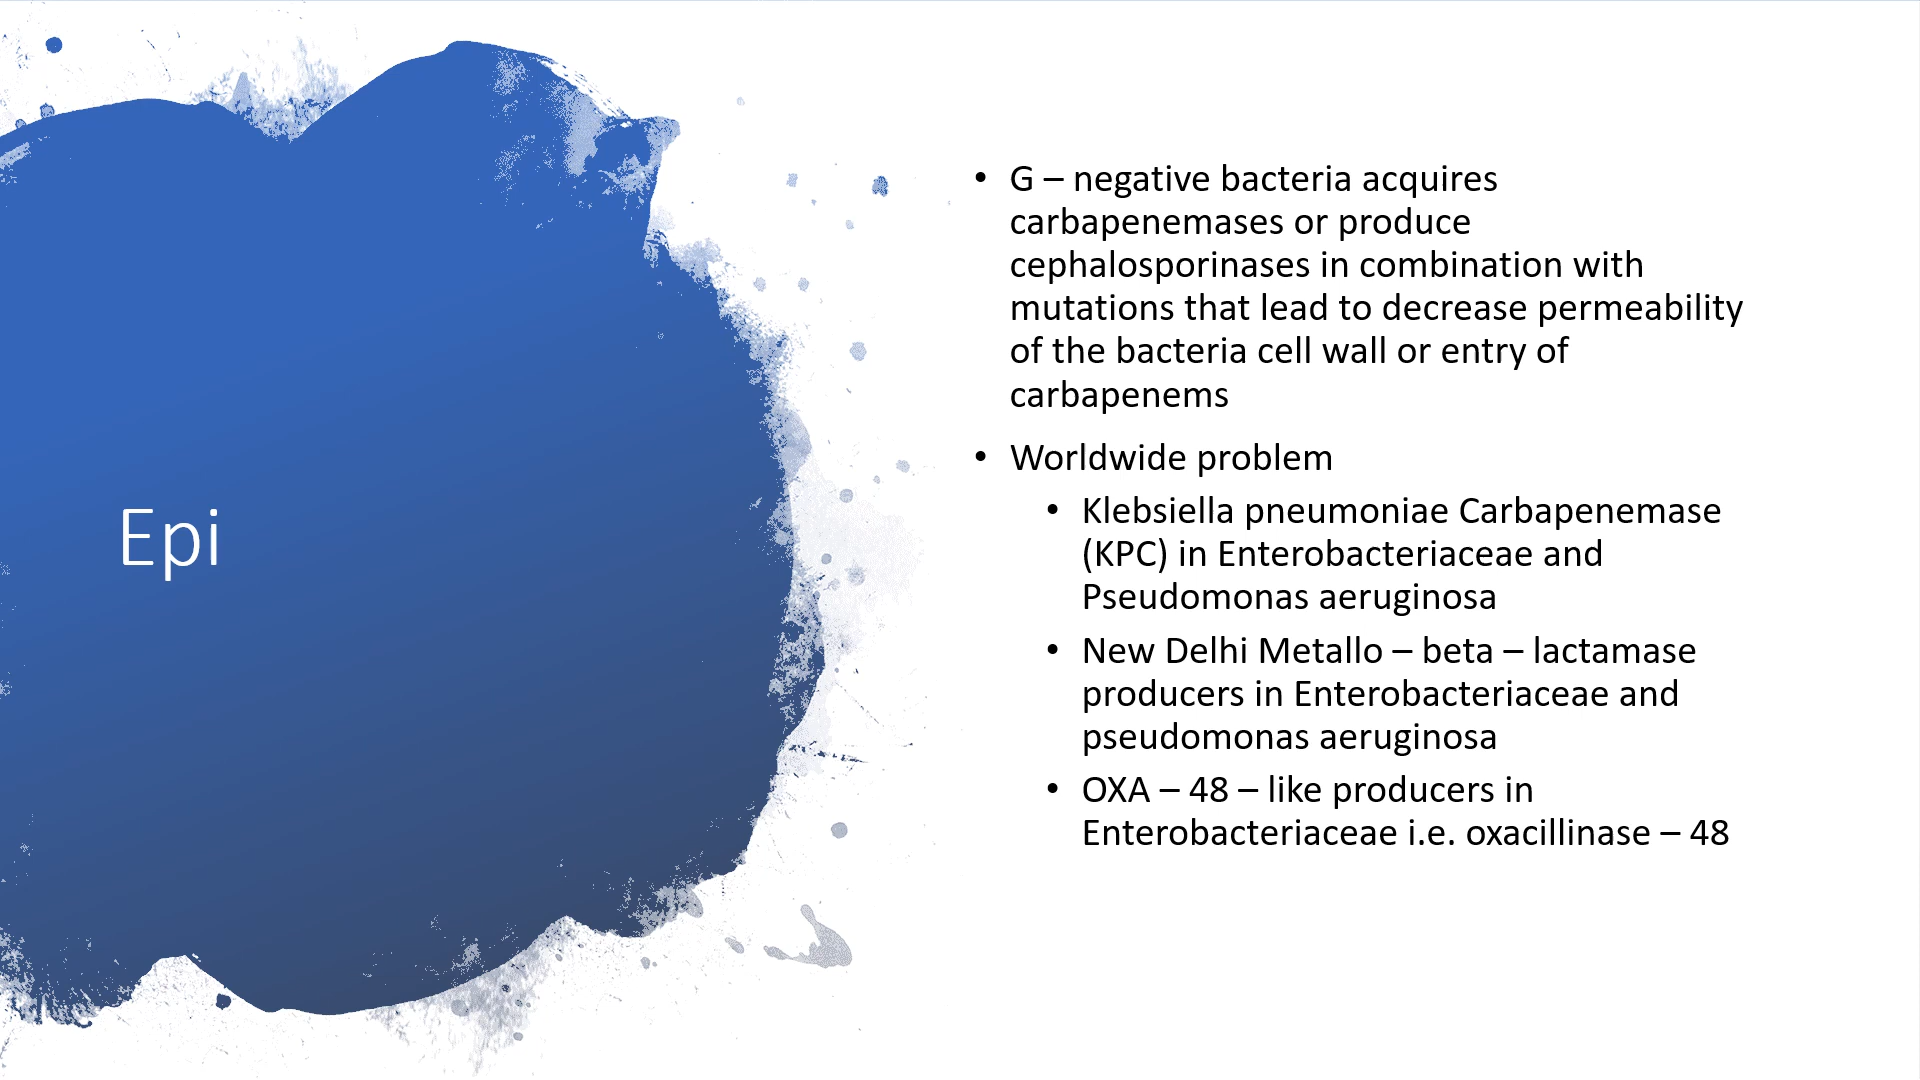 Epi
• G – negative bacteria acquires
carbapenemases or produce
cephalosporinases in combination with
mutations that lead to decrease permeability
of the bacteria cell wall or entry of
carbapenems
• Worldwide problem
• Klebsiella pneumoniae Carbapenemase
(KPC) in Enterobacteriaceae and
Pseudomonas aeruginosa
• New Delhi Metallo – beta – lactamase
producers in Enterobacteriaceae and
pseudomonas aeruginosa
• OXA – 48 – like producers in
Enterobacteriaceae i.e. oxacillinase – 48